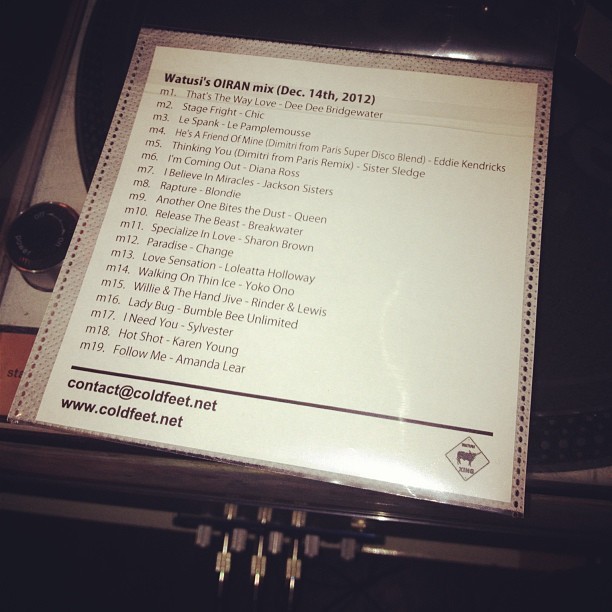 Watusi's OIRAN mix (Dec. 14th, 2012)
m1. That's The Way Love - Dee Dee Bridgewater
m2. Stage Fright - Chic
m3. Le Spank - Le Pamplemousse
m4. He's A Friend Of Mine (Dimitri from Paris Super Disco Blend) - Eddie Kendricks
m5. Thinking You (Dimitri from Paris Remix) - Sister Sledge
m6. I'm Coming Out - Diana Ross
m7. I Believe In Miracles - Jackson Sisters
m8. Rapture - Blondie
m9. Another One Bites the Dust - Queen
m10. Release The Beast - Breakwater
m11. Specialize In Love - Sharon Brown
m12. Paradise - Change
m13. Love Sensation - Loleatta Holloway
m14. Walking On Thin Ice - Yoko Ono
m15. Willie & The Hand Jive - Rinder & Lewis
m16. Lady Bug - Bumble Bee Unlimited
m17. I Need You - Sylvester
m18. Hot Shot - Karen Young
m19. Follow Me - Amanda Lear
contact@coldfeet.net
www.coldfeet.net
XING